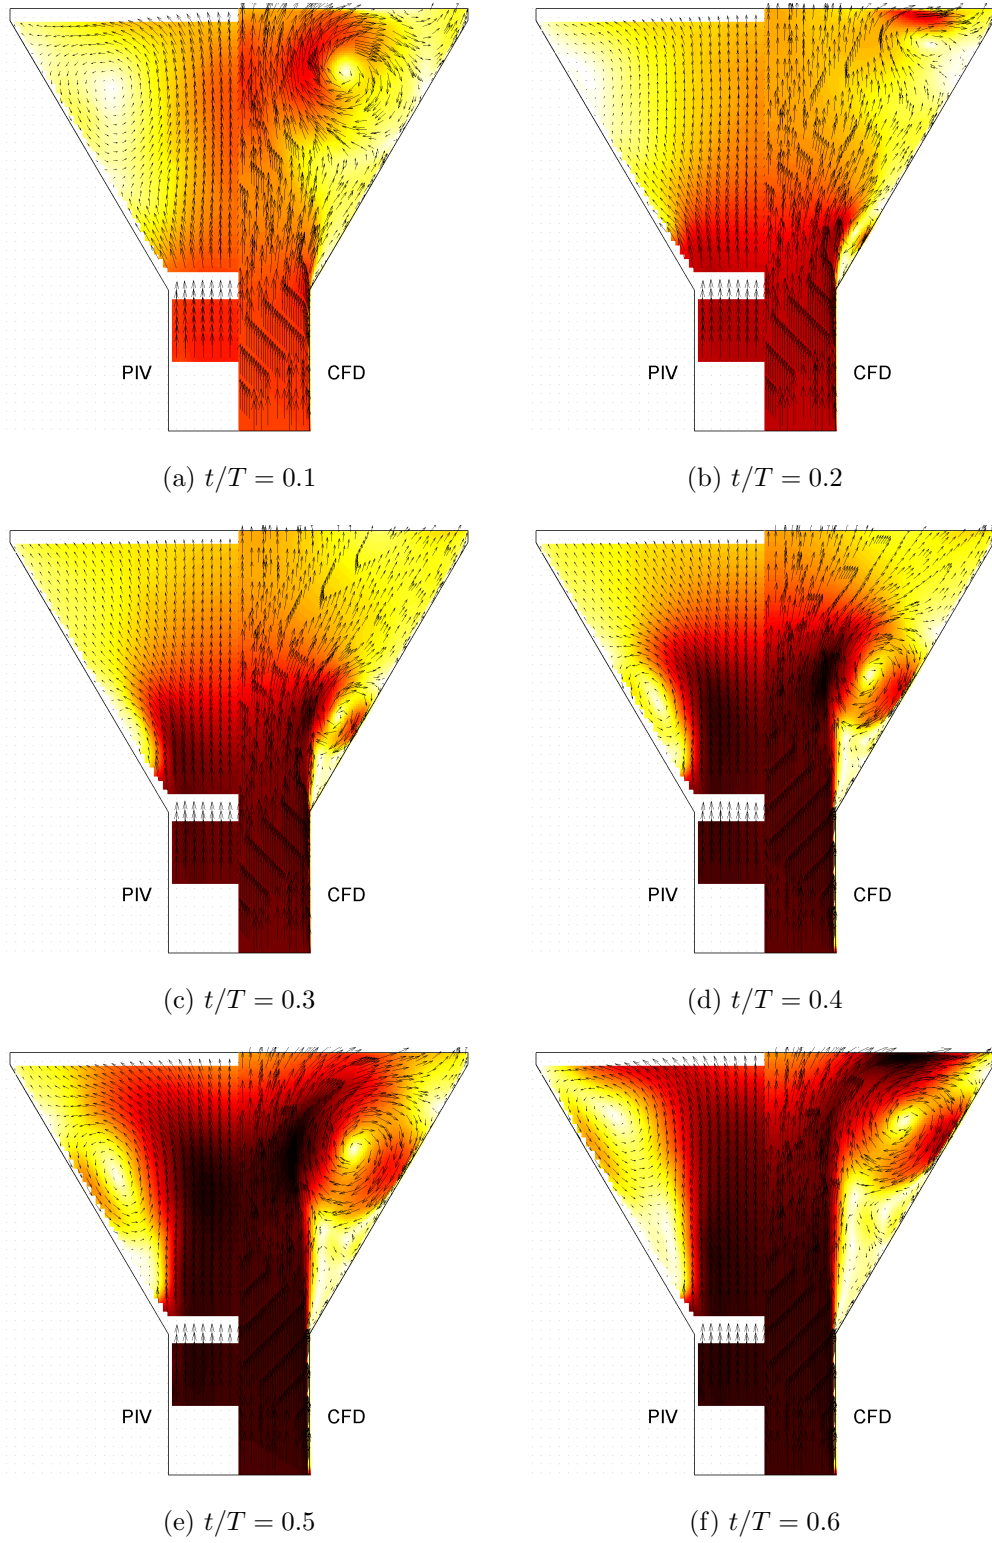 PIV CFD
PIV CFD
(a) t/T = 0.1
(b) t/T = 0.2
PIV CFD
PIV CFD
(c) t/T = 0.3
(d) t/T = 0.4
PIV CFD
PIV CFD
(e) t/T = 0.5
(f) t/T = 0.6